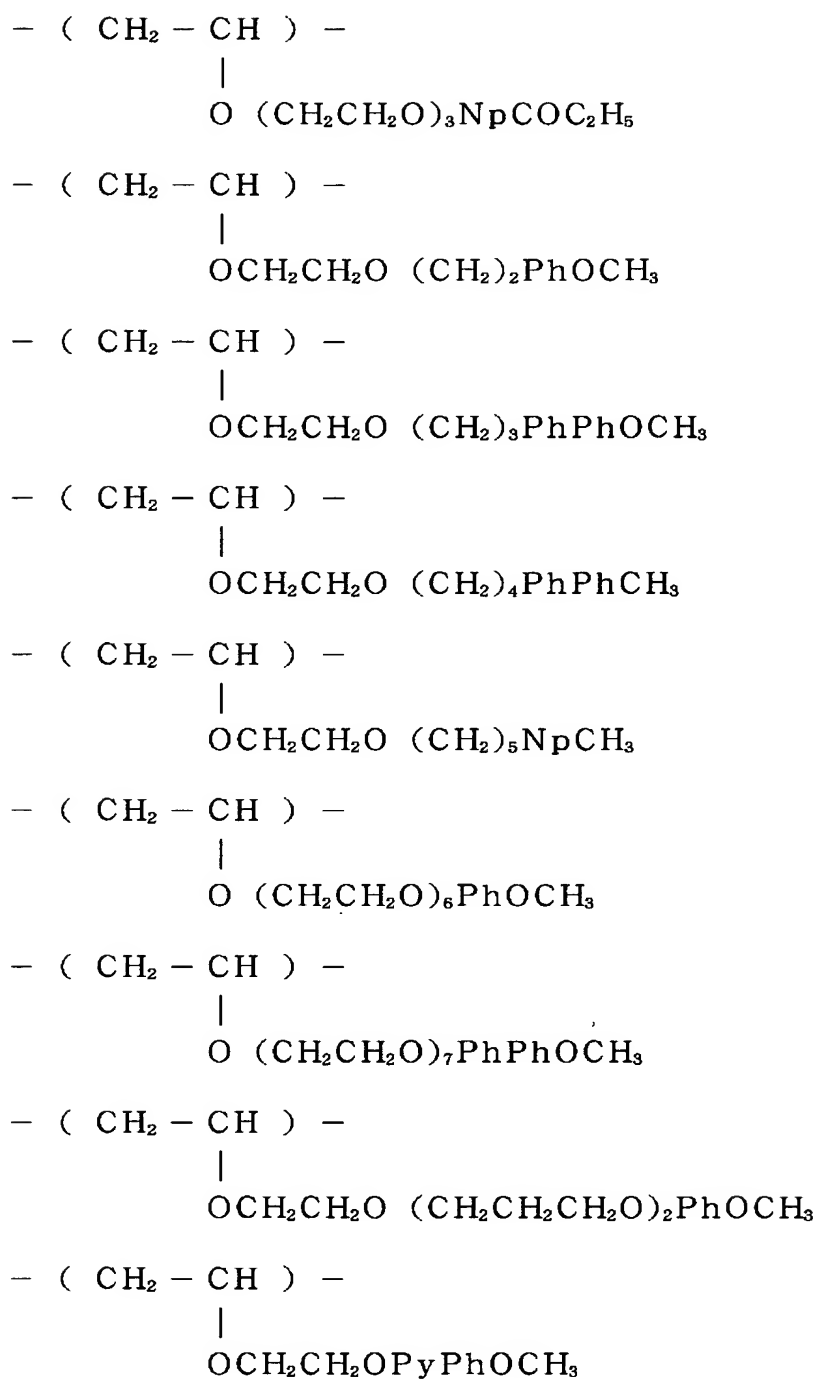 － ( CH₂ － CH ) －
|
O (CH₂CH₂O)₃NpCOC₂H₅
－ ( CH₂ － CH ) －
|
OCH₂CH₂O (CH₂)₂PhOCH₃
－ ( CH₂ － CH ) －
|
OCH₂CH₂O (CH₂)₃PhPhOCH₃
－ ( CH₂ － CH ) －
|
OCH₂CH₂O (CH₂)₄PhPhCH₃
－ ( CH₂ － CH ) －
|
OCH₂CH₂O (CH₂)₅NpCH₃
－ ( CH₂ － CH ) －
|
O (CH₂CH₂O)₆PhOCH₃
－ ( CH₂ － CH ) －
|
O (CH₂CH₂O)₇PhPhOCH₃
－ ( CH₂ － CH ) －
|
OCH₂CH₂O (CH₂CH₂CH₂O)₂PhOCH₃
－ ( CH₂ － CH ) －
|
OCH₂CH₂OPyPhOCH₃